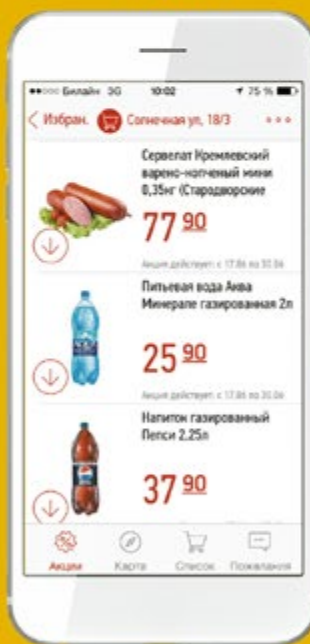 Билайн 3G 10:02 75 %
Избран. Солнечная ул, 18/3
Сервелат Кремлевский
варено-копченый мини
0,35кг (Стародворские
77 90
Акция действует: с 17.06 по 30.06
Питьевая вода Аква
Минерале газированная 2л
25 90
Акция действует: с 17.06 по 30.06
Напиток газированный
Пепси 2.25л
37 90
Акции Карта Список Пожелания